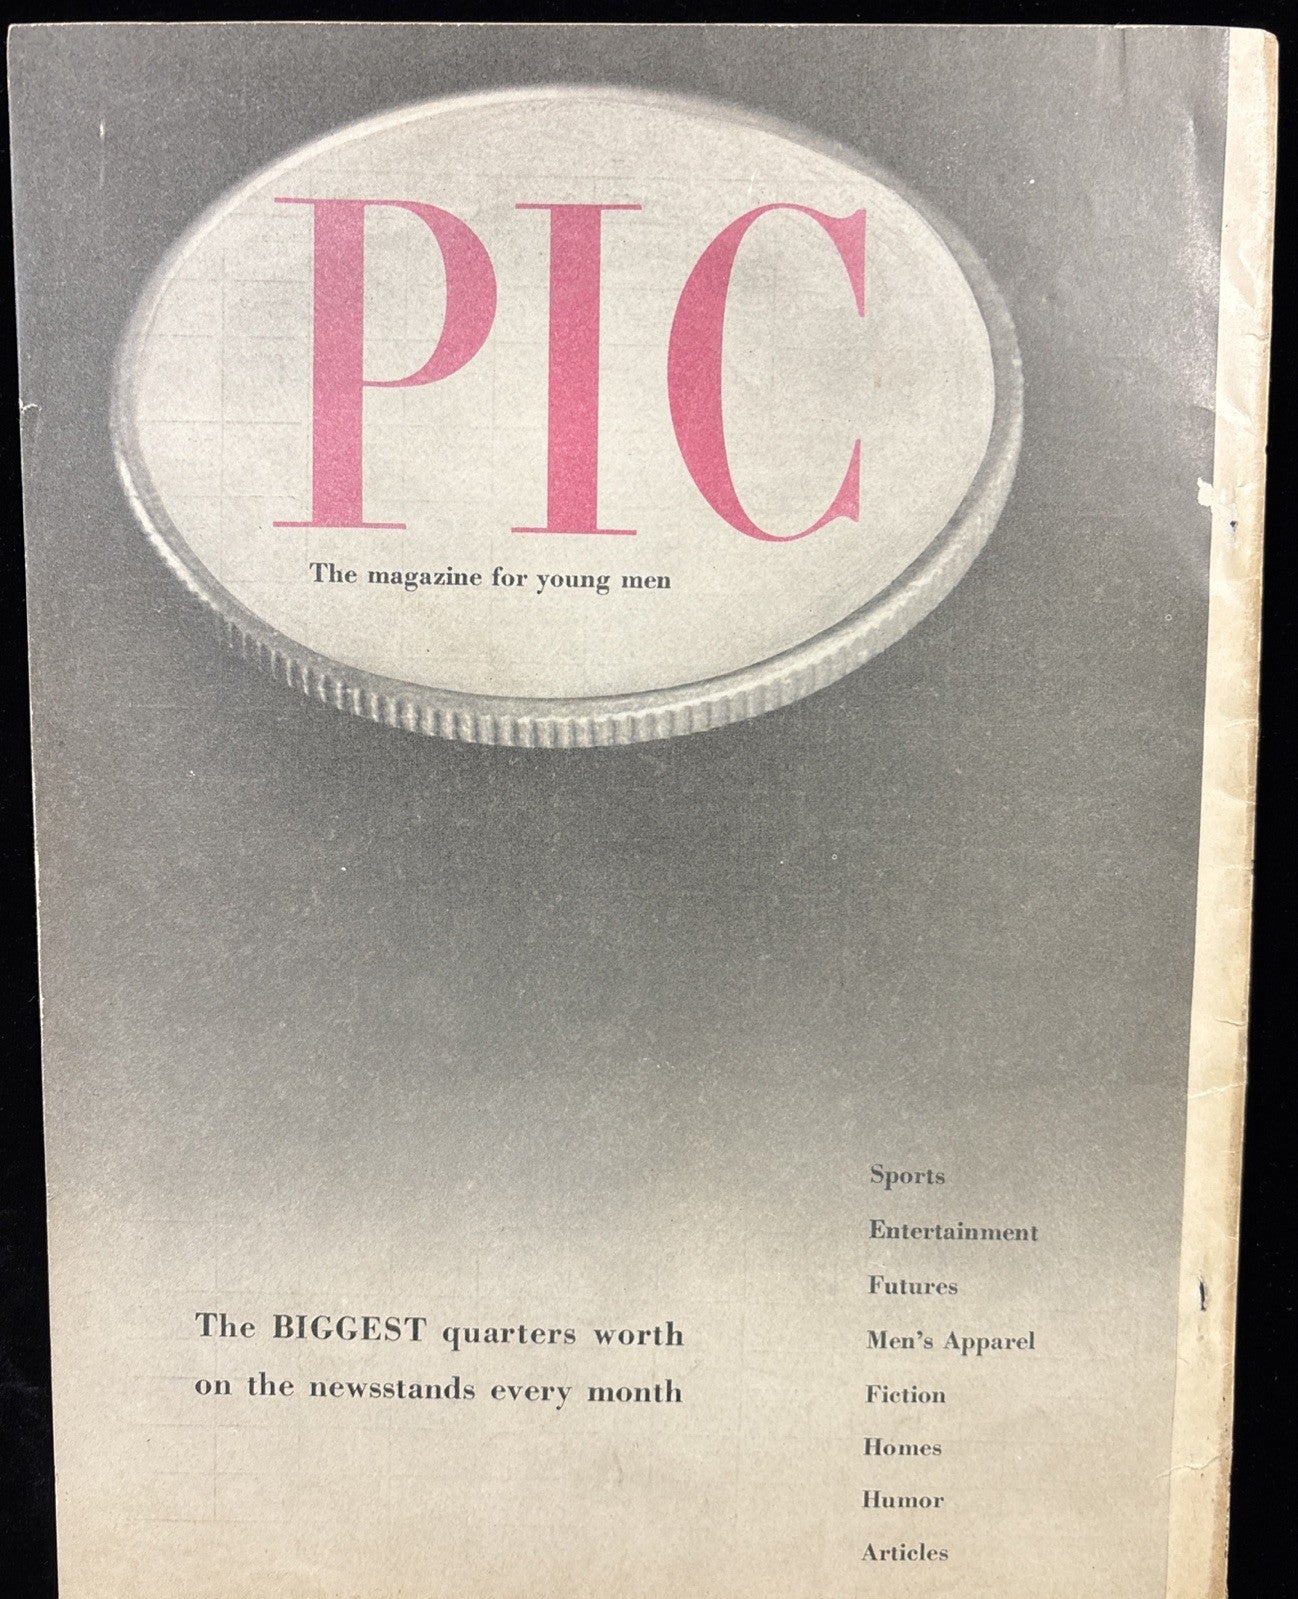 PIC
The magazine for young men
The BIGGEST quarters worth
on the newsstands every month
Sports
Entertainment
Futures
Men's Apparel
Fiction
Homes
Humor
Articles